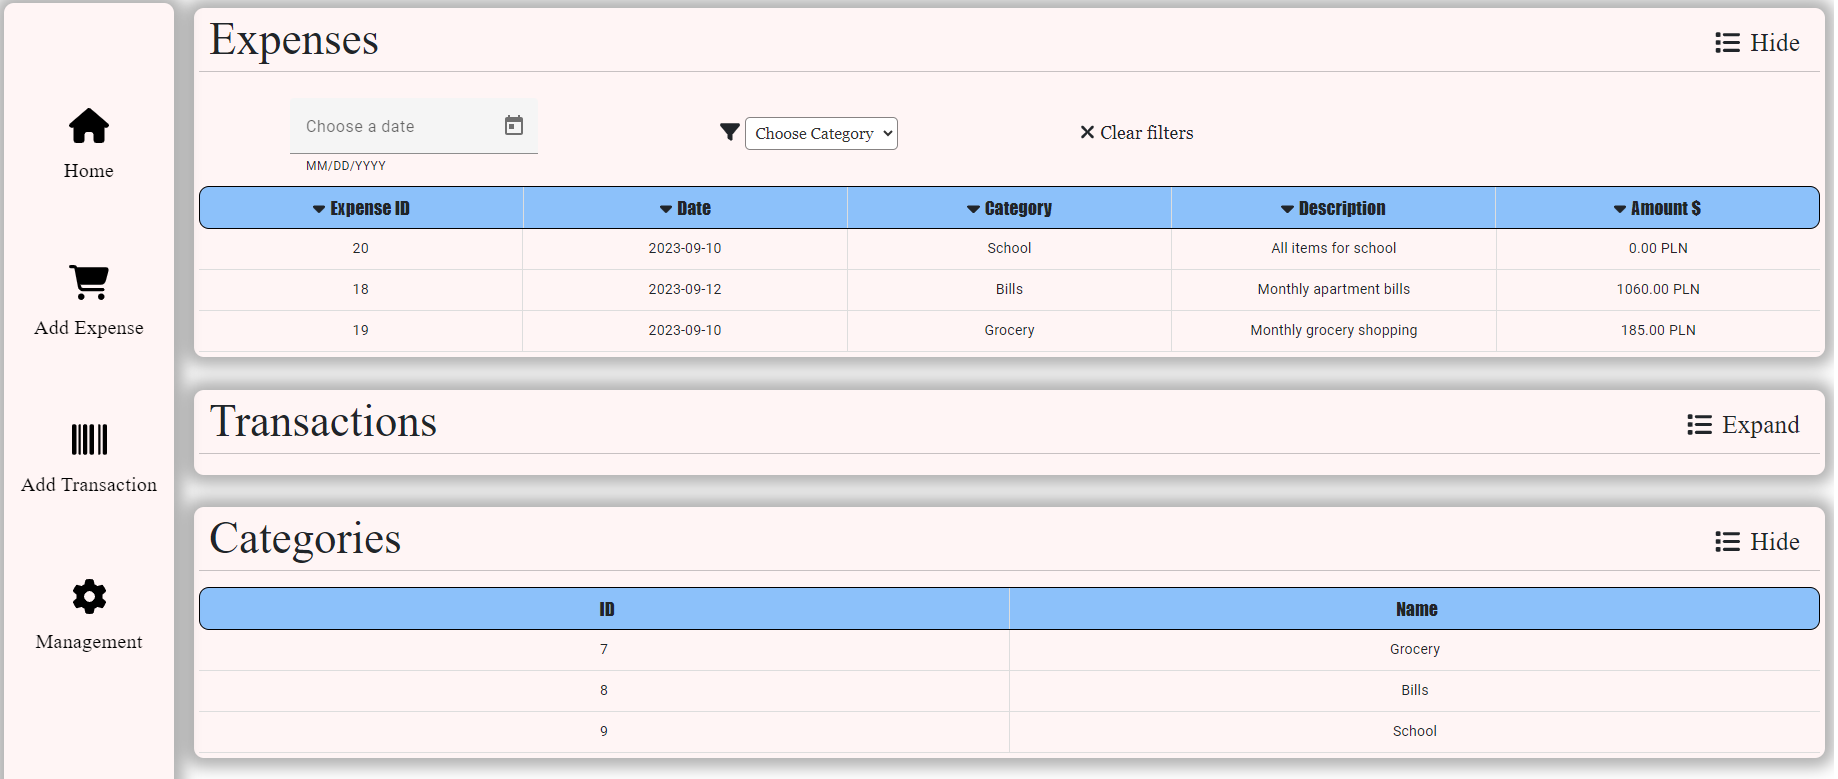 Home
Add Expense
Add Transaction
Management
Expenses
Hide
Choose a date
MM/DD/YYYY
Choose Category
Clear filters
Expense ID Date Category Description Amount $
20 2023-09-10 School All items for school 0.00 PLN
18 2023-09-12 Bills Monthly apartment bills 1060.00 PLN
19 2023-09-10 Grocery Monthly grocery shopping 185.00 PLN
Transactions
Expand
Categories
Hide
ID Name
7 Grocery
8 Bills
9 School